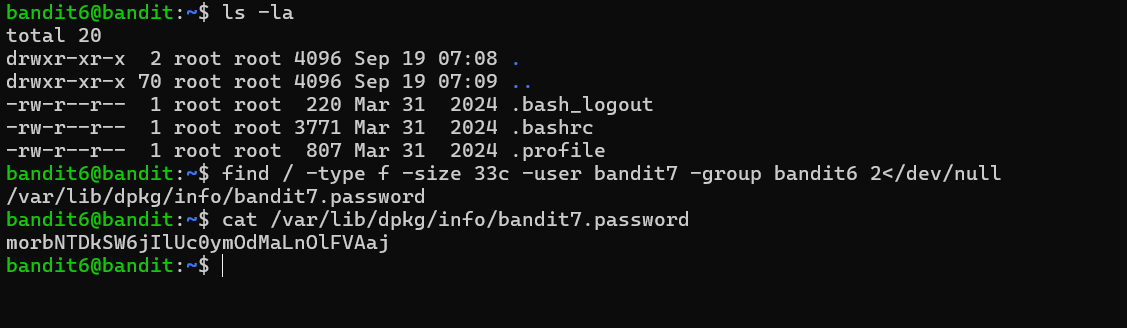 bandit6@bandit:~$ ls -la
total 20
drwxr-xr-x  2 root root 4096 Sep 19 07:08 .
drwxr-xr-x 70 root root 4096 Sep 19 07:09 ..
-rw-r--r--  1 root root  220 Mar 31  2024 .bash_logout
-rw-r--r--  1 root root 3771 Mar 31  2024 .bashrc
-rw-r--r--  1 root root  807 Mar 31  2024 .profile
bandit6@bandit:~$ find / -type f -size 33c -user bandit7 -group bandit6 2</dev/null
/var/lib/dpkg/info/bandit7.password
bandit6@bandit:~$ cat /var/lib/dpkg/info/bandit7.password
morbNTDkSW6jIlUc0ymOdMaLnOlFVAaj
bandit6@bandit:~$